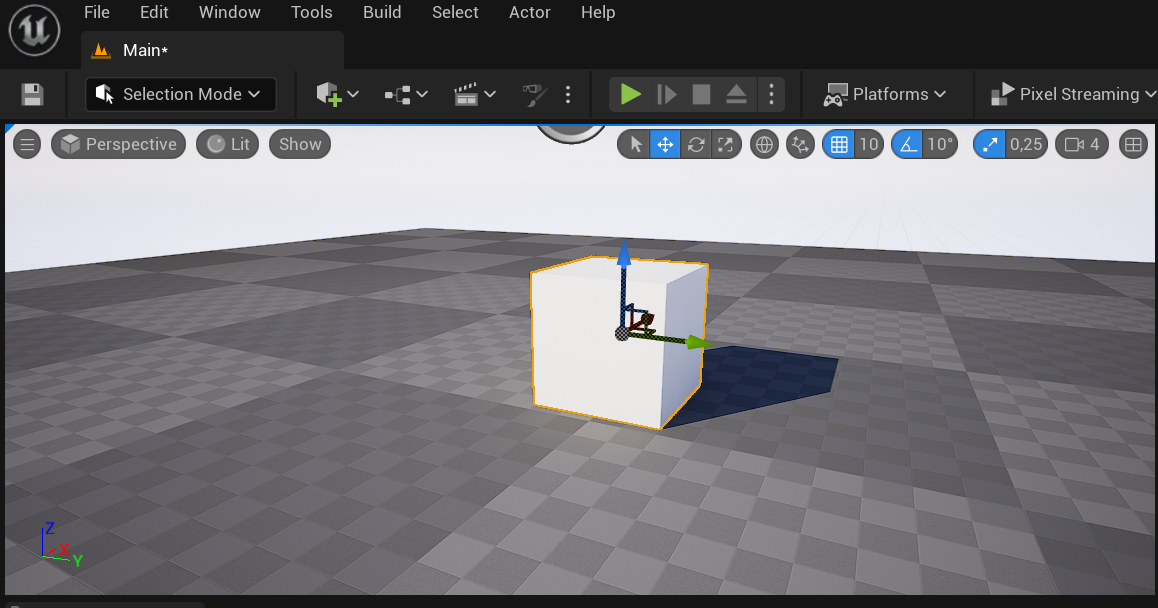 File Edit Window Tools Build Select Actor Help
Main*
Selection Mode Platforms Pixel Streaming
Perspective Lit Show 10 10° 0,25 4
Z
X
Y